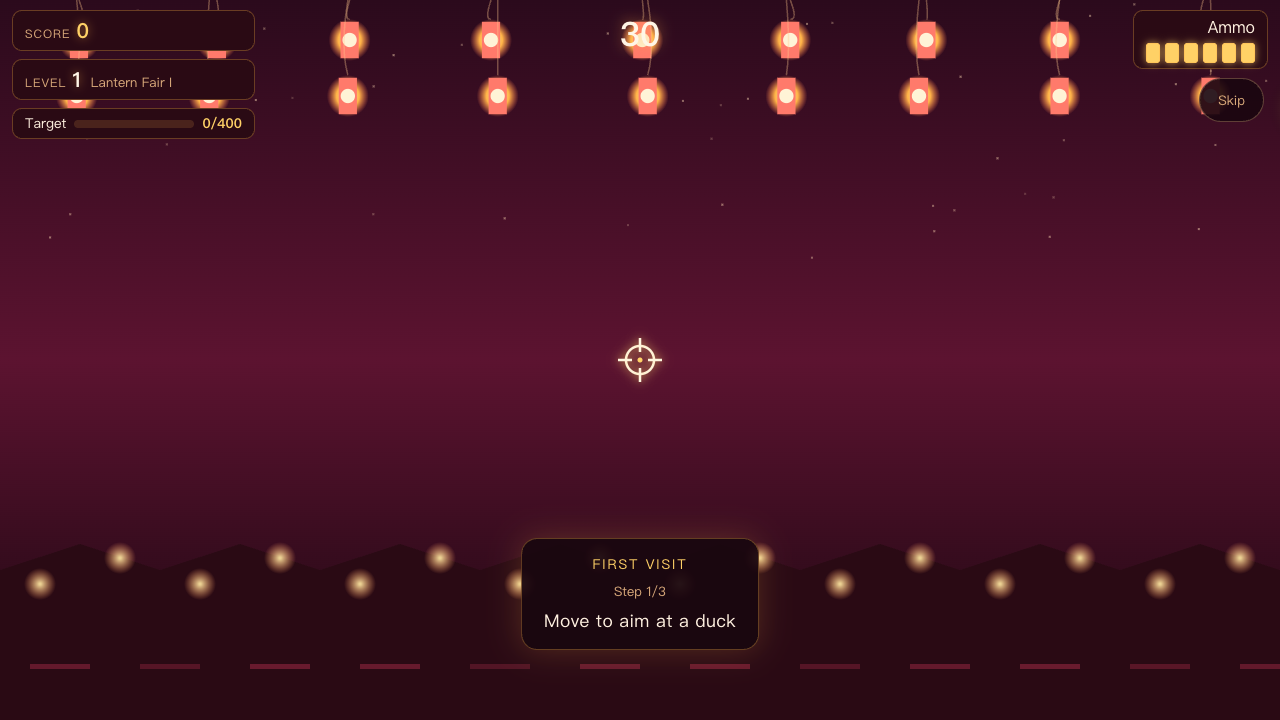 SCORE 0
LEVEL 1 Lantern Fair I
Target 0/400
30
Ammo
Skip
FIRST VISIT
Step 1/3
Move to aim at a duck